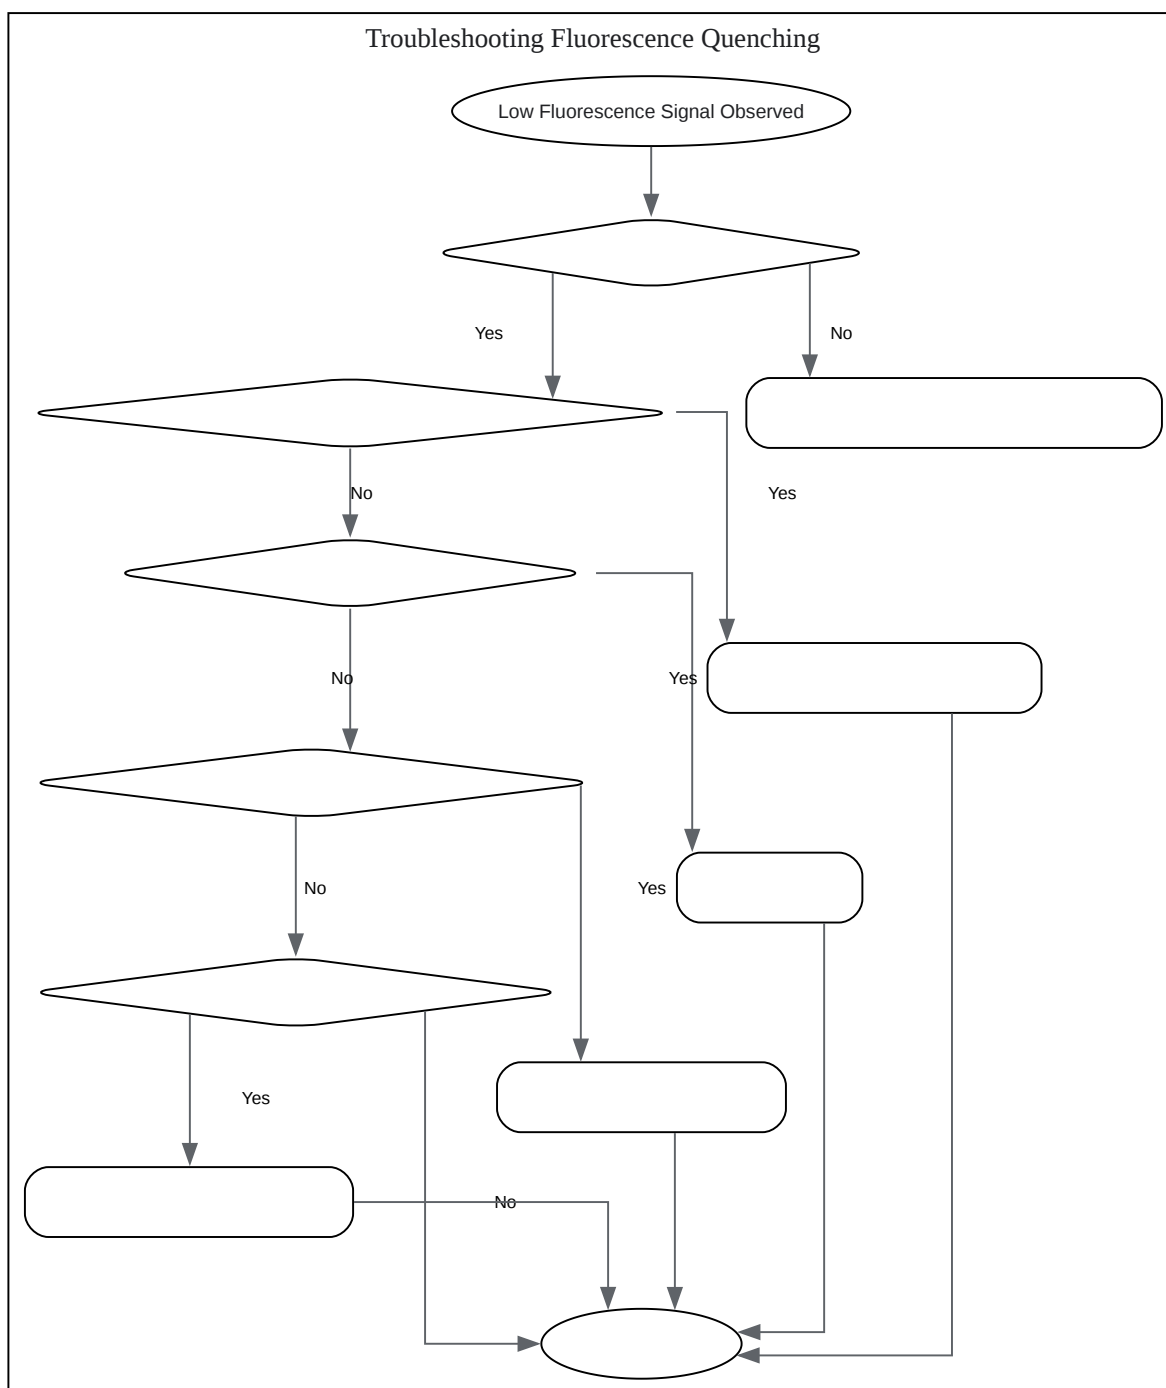 Troubleshooting Fluorescence Quenching
Low Fluorescence Signal Observed
Yes
No
No
Yes
No
Yes
No
Yes
Yes
No